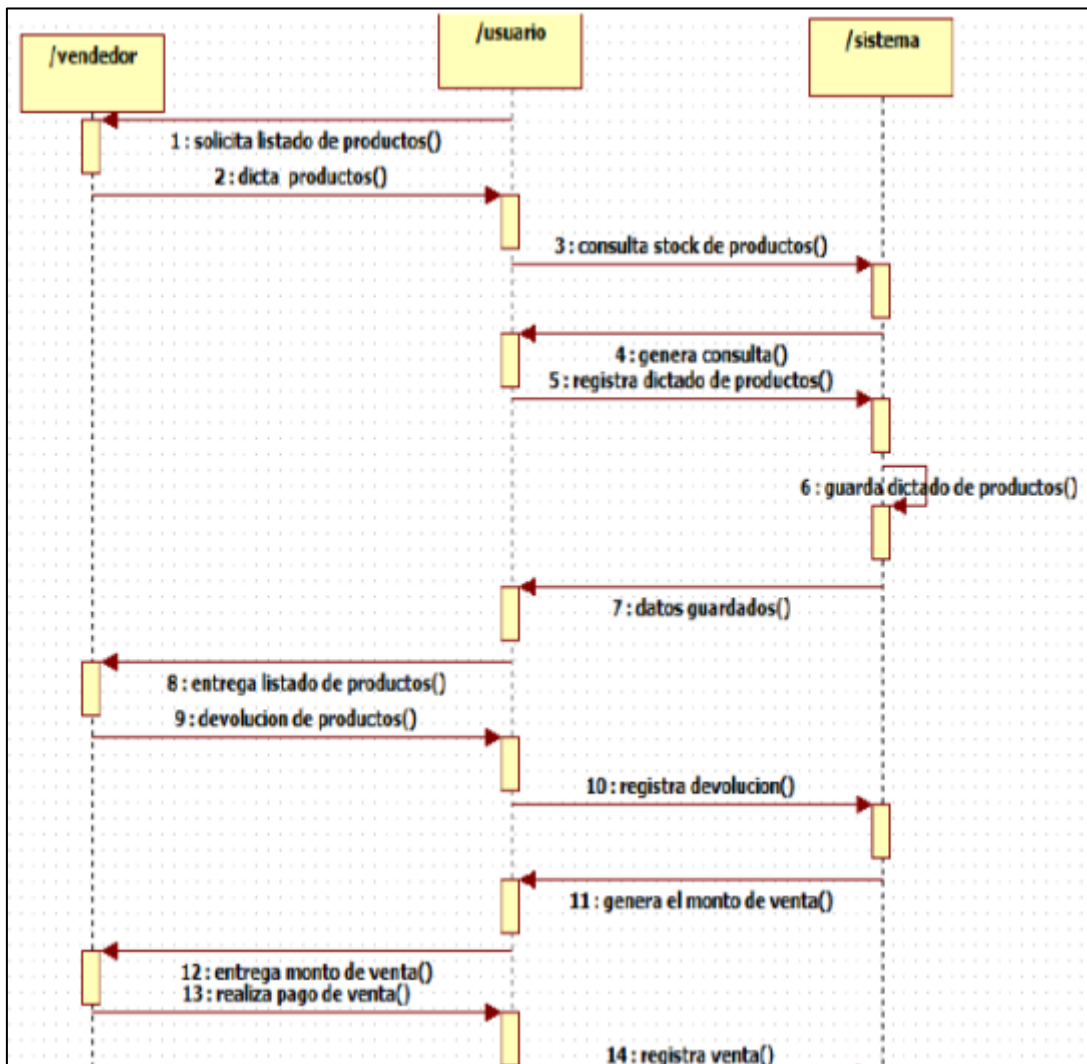 /vendedor
/usuario
/sistema
1 : solicita listado de productos()
2 : dicta productos()
3 : consulta stock de productos()
4 : genera consulta()
5 : registra dictado de productos()
6 : guarda dictado de productos()
7 : datos guardados()
8 : entrega listado de productos()
9 : devolucion de productos()
10 : registra devolucion()
11 : genera el monto de venta()
12 : entrega monto de venta()
13 : realiza pago de venta()
14 : registra venta()